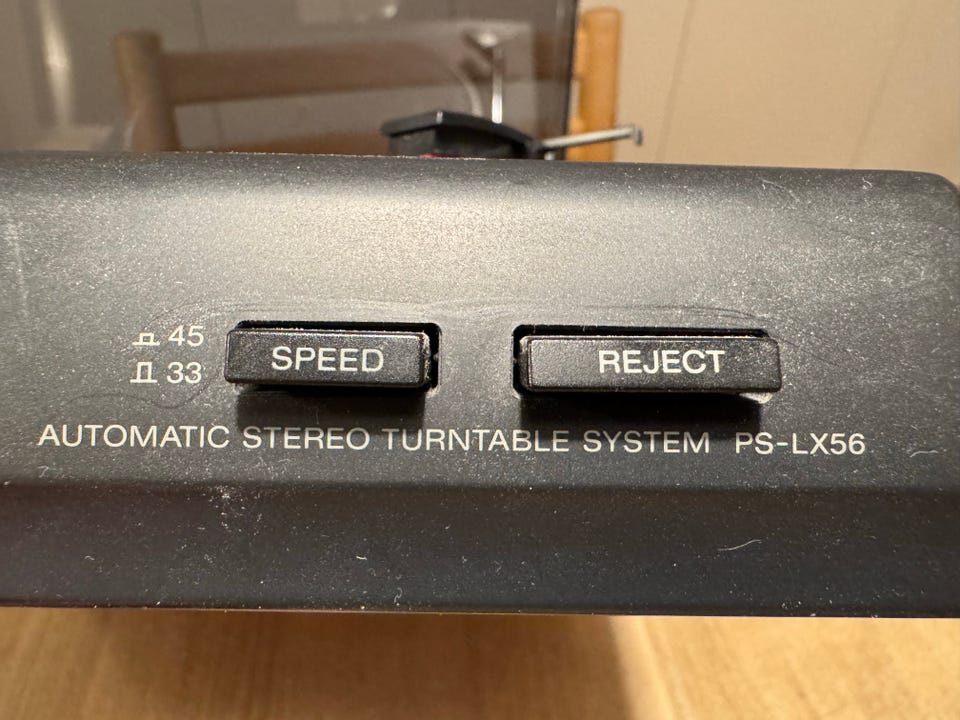 45
33
SPEED
REJECT
AUTOMATIC STEREO TURNTABLE SYSTEM PS-LX56